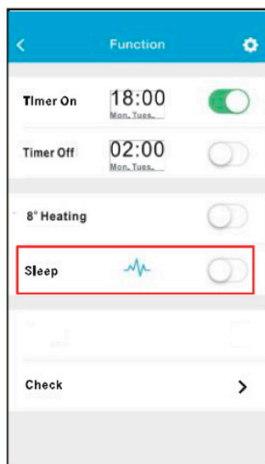 Function
Timer On 18:00
Mon. Tues.
Timer Off 02:00
Mon. Tues.
8° Heating
Sleep
Check